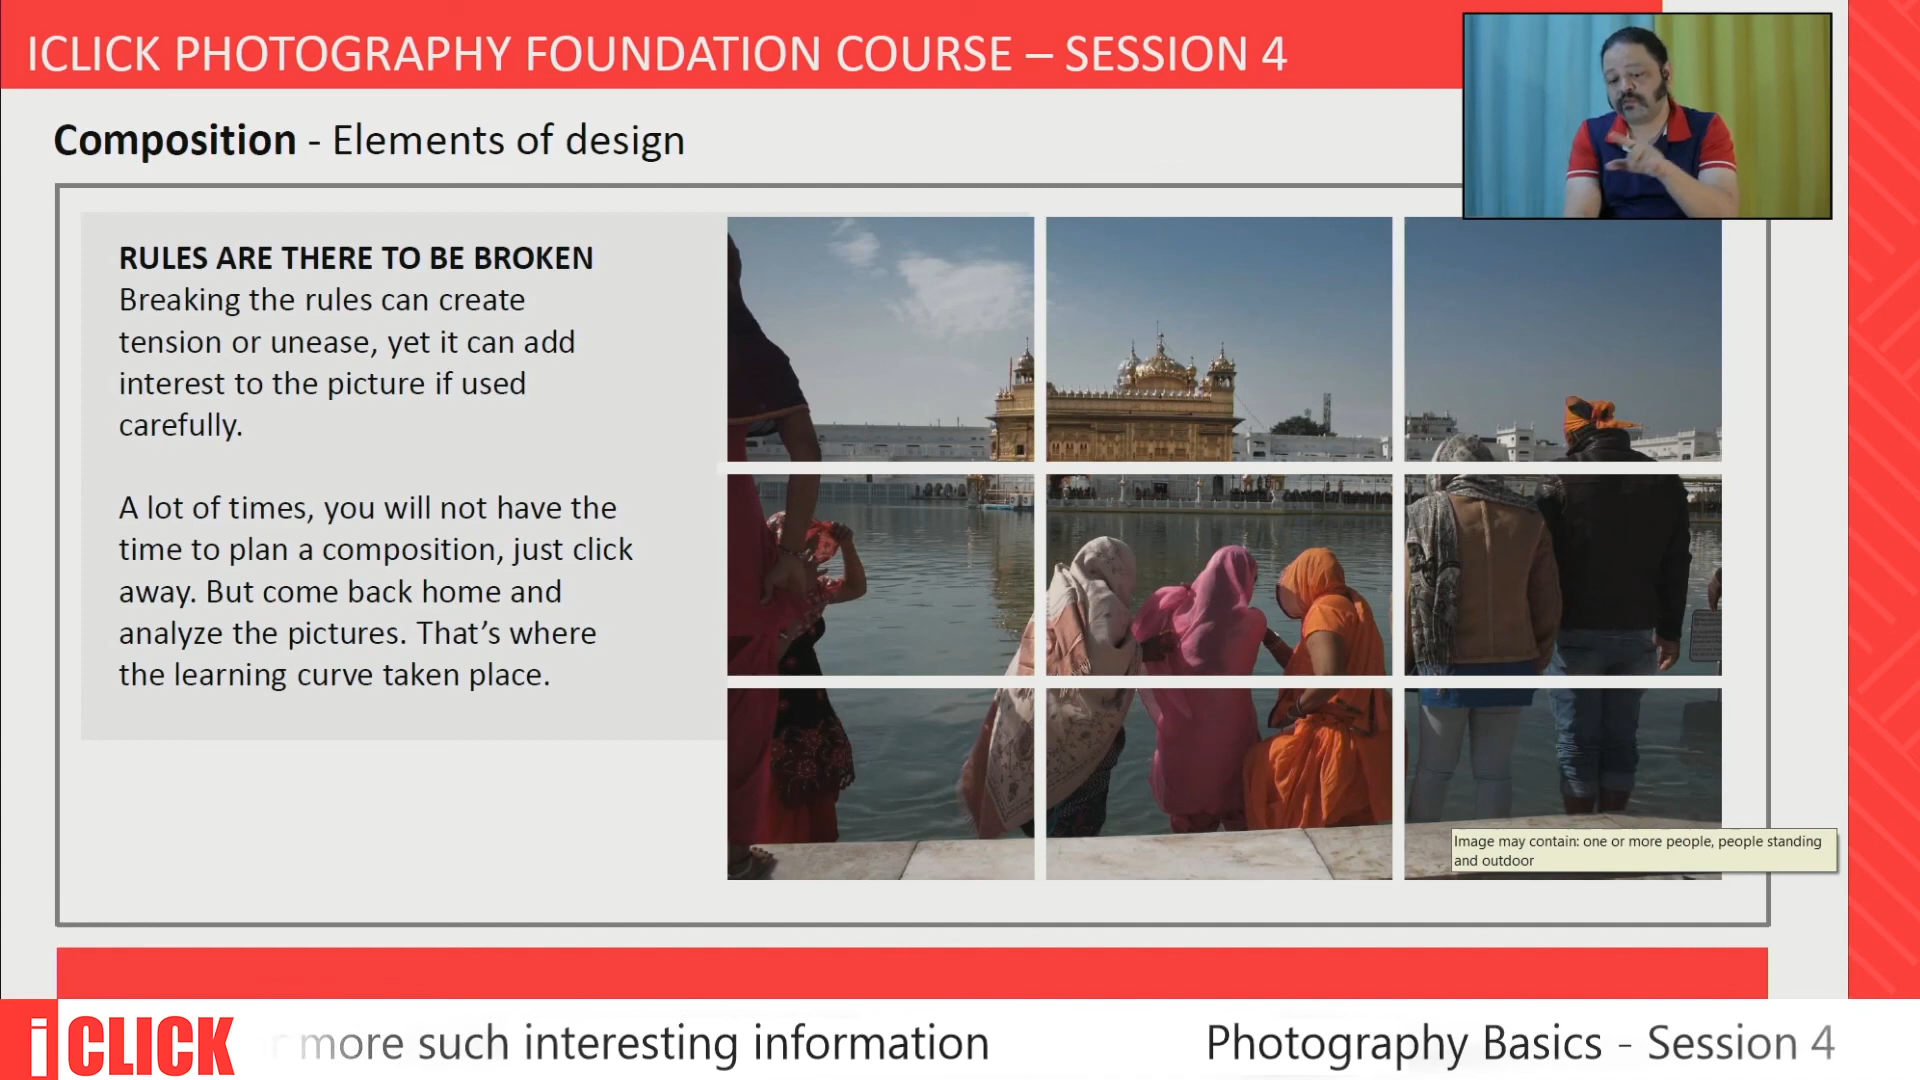 ICLICK PHOTOGRAPHY FOUNDATION COURSE – SESSION 4
Composition - Elements of design
RULES ARE THERE TO BE BROKEN
Breaking the rules can create
tension or unease, yet it can add
interest to the picture if used
carefully.
A lot of times, you will not have the
time to plan a composition, just click
away. But come back home and
analyze the pictures. That’s where
the learning curve taken place.
Image may contain: one or more people, people standing
and outdoor
iCLICK
more such interesting information
Photography Basics - Session 4